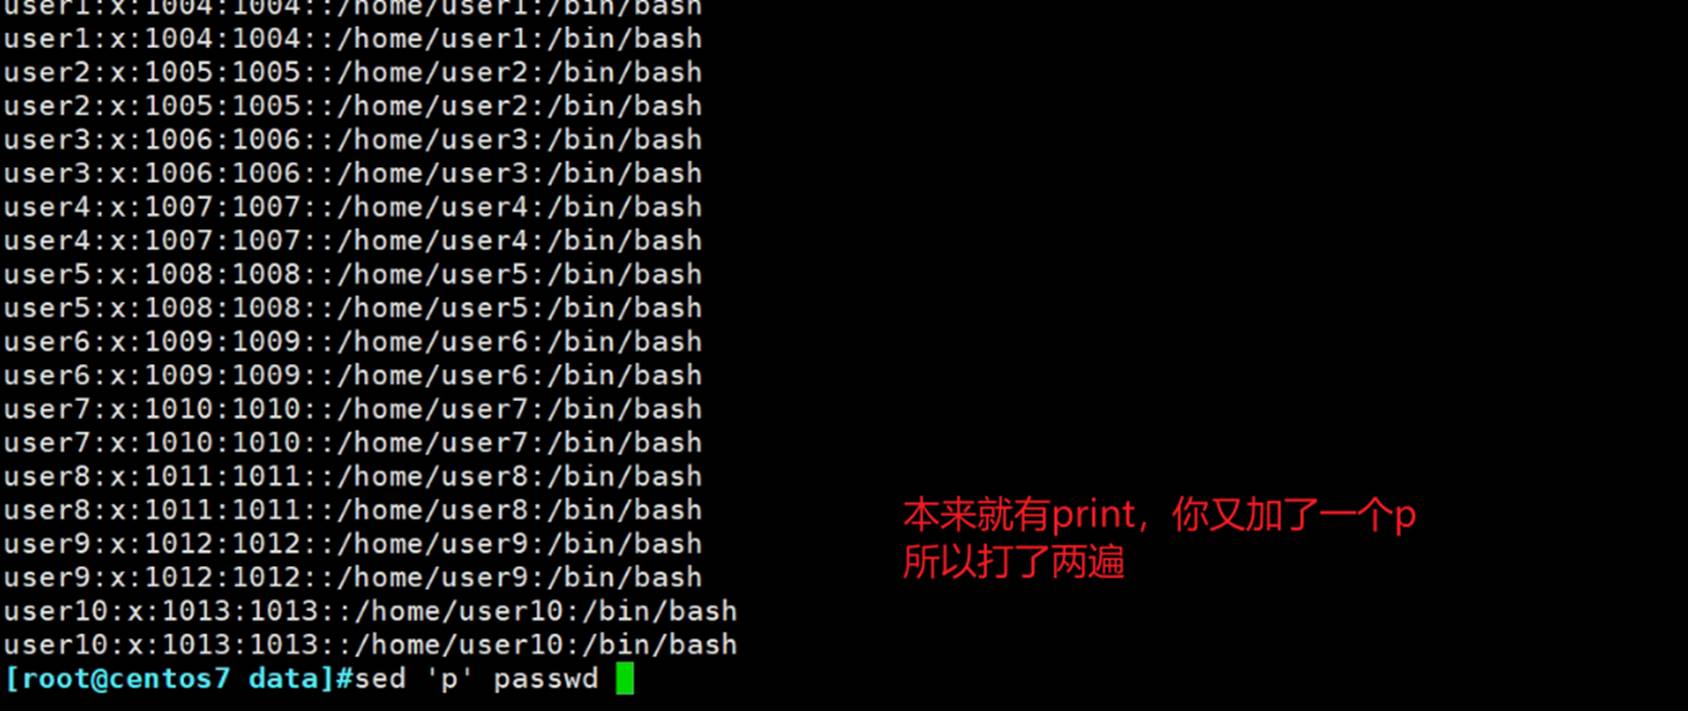 user1:x:1004:1004::/home/user1:/bin/bash
user1:x:1004:1004::/home/user1:/bin/bash
user2:x:1005:1005::/home/user2:/bin/bash
user2:x:1005:1005::/home/user2:/bin/bash
user3:x:1006:1006::/home/user3:/bin/bash
user3:x:1006:1006::/home/user3:/bin/bash
user4:x:1007:1007::/home/user4:/bin/bash
user4:x:1007:1007::/home/user4:/bin/bash
user5:x:1008:1008::/home/user5:/bin/bash
user5:x:1008:1008::/home/user5:/bin/bash
user6:x:1009:1009::/home/user6:/bin/bash
user6:x:1009:1009::/home/user6:/bin/bash
user7:x:1010:1010::/home/user7:/bin/bash
user7:x:1010:1010::/home/user7:/bin/bash
user8:x:1011:1011::/home/user8:/bin/bash
user8:x:1011:1011::/home/user8:/bin/bash
user9:x:1012:1012::/home/user9:/bin/bash
user9:x:1012:1012::/home/user9:/bin/bash
user10:x:1013:1013::/home/user10:/bin/bash
user10:x:1013:1013::/home/user10:/bin/bash
[root@centos7 data]#sed 'p' passwd
本来就有print，你又加了一个p
所以打了两遍